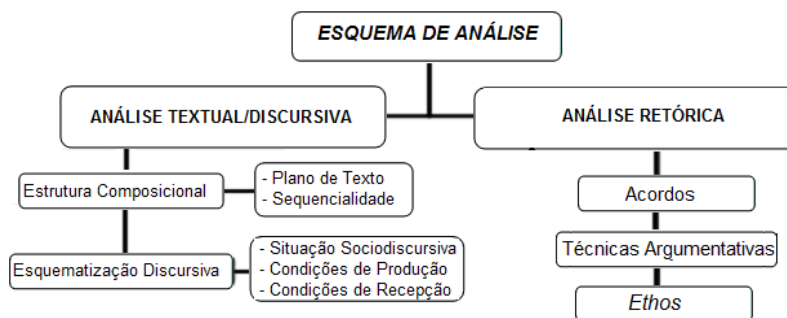 ESQUEMA DE ANÁLISE
ANÁLISE TEXTUAL/DISCURSIVA
ANÁLISE RETÓRICA
Estrutura Composicional
- Plano de Texto
- Sequencialidade
Esquematização Discursiva
- Situação Sociodiscursiva
- Condições de Produção
- Condições de Recepção
Acordos
Técnicas Argumentativas
Ethos